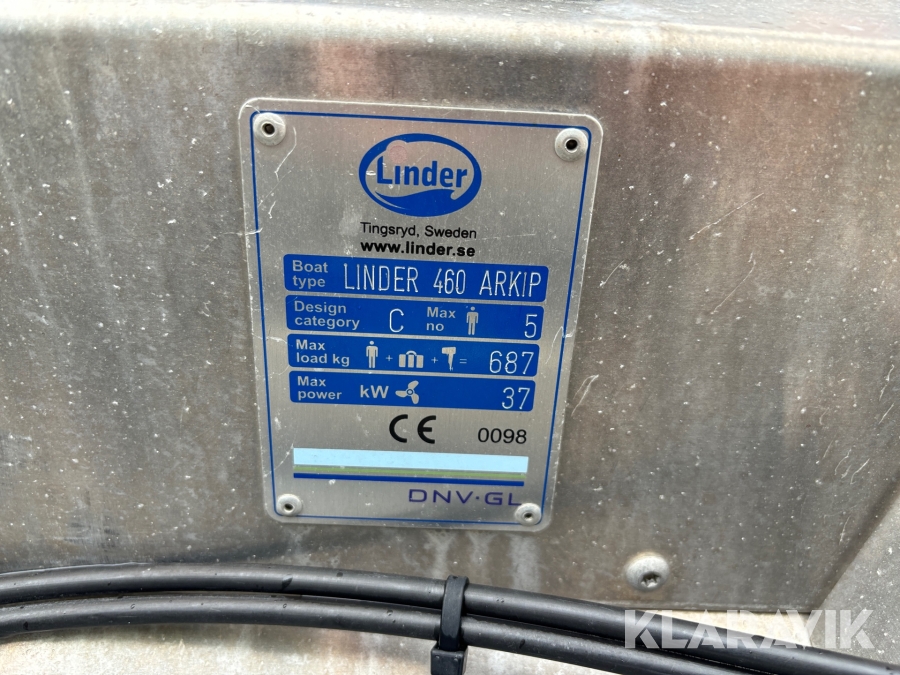 Linder
Tingsryd, Sweden
www.linder.se
Boat type LINDER 460 ARKIP
Design category C Max no 5
Max load kg + + = 687
Max power kW 37
CE 0098
DNV·GL
KLARAVIK